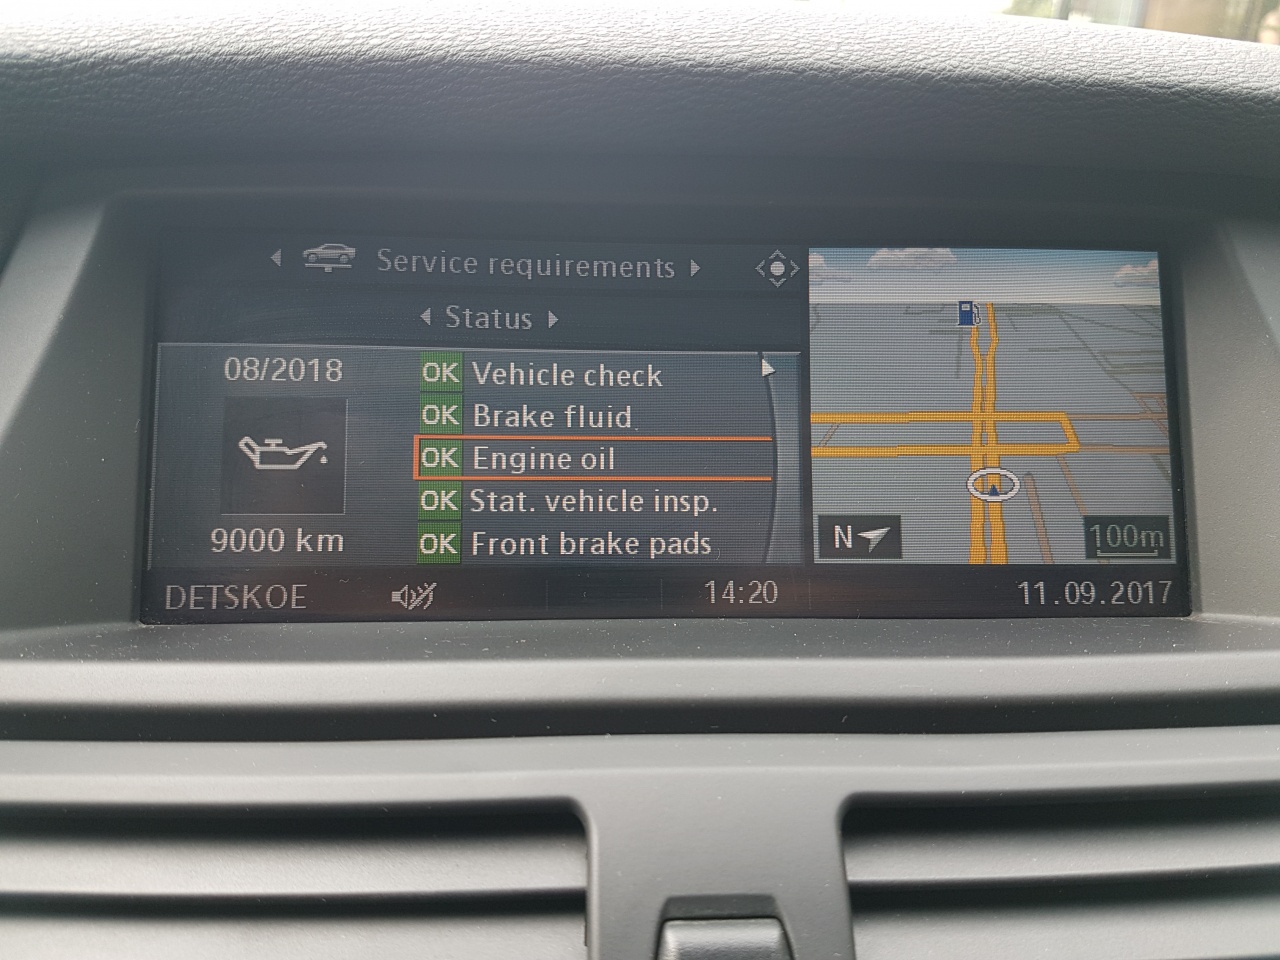 Service requirements
Status
08/2018
OK Vehicle check
OK Brake fluid
OK Engine oil
OK Stat. vehicle insp.
OK Front brake pads
9000 km
N
100m
DETSKOE
14:20
11.09.2017